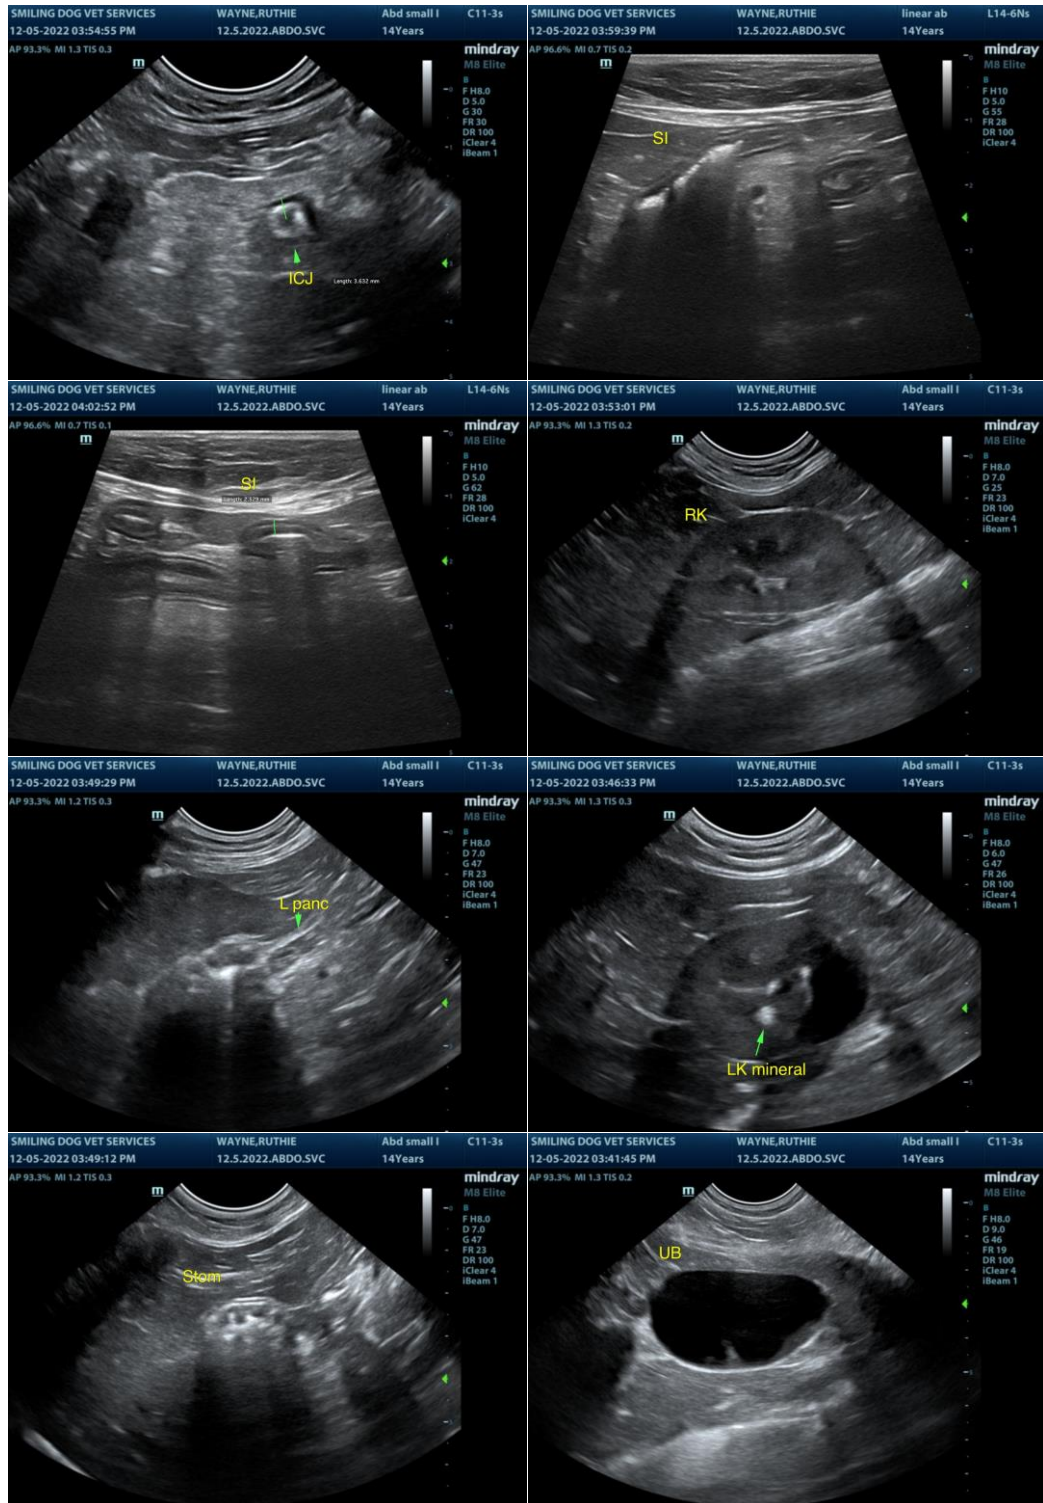 SMILING DOG VET SERVICES WAYNE,RUTHIE Abd small I C11-3s
12-05-2022 03:54:55 PM 12.5.2022.ABDO.SVC 14Years
AP 93.3% MI 1.3 TIS 0.3
mindray
M8 Elite
m
B
F H8.0
D 5.0
G 30
FR 30
DR 100
iClear 4
iBeam 1
ICJ
Length: 3.632 mm
SMILING DOG VET SERVICES WAYNE,RUTHIE linear ab L14-6Ns
12-05-2022 03:59:39 PM 12.5.2022.ABDO.SVC 14Years
AP 96.6% MI 0.7 TIS 0.2
mindray
M8 Elite
m
B
F H10
D 5.0
G 55
FR 28
DR 100
iClear 4
SI
SMILING DOG VET SERVICES WAYNE,RUTHIE linear ab L14-6Ns
12-05-2022 04:02:52 PM 12.5.2022.ABDO.SVC 14Years
AP 96.6% MI 0.7 TIS 0.1
mindray
M8 Elite
m
B
F H10
D 5.0
G 62
FR 28
DR 100
iClear 4
SI
SMILING DOG VET SERVICES WAYNE,RUTHIE Abd small I C11-3s
12-05-2022 03:53:01 PM 12.5.2022.ABDO.SVC 14Years
AP 93.3% MI 1.3 TIS 0.2
mindray
M8 Elite
m
B
F H8.0
D 7.0
G 25
FR 23
DR 100
iClear 4
iBeam 1
RK
SMILING DOG VET SERVICES WAYNE,RUTHIE Abd small I C11-3s
12-05-2022 03:49:29 PM 12.5.2022.ABDO.SVC 14Years
AP 93.3% MI 1.2 TIS 0.3
mindray
M8 Elite
m
B
F H8.0
D 7.0
G 47
FR 23
DR 100
iClear 4
iBeam 1
L panc
SMILING DOG VET SERVICES WAYNE,RUTHIE Abd small I C11-3s
12-05-2022 03:46:33 PM 12.5.2022.ABDO.SVC 14Years
AP 93.3% MI 1.3 TIS 0.3
mindray
M8 Elite
m
B
F H8.0
D 6.0
G 47
FR 26
DR 100
iClear 4
iBeam 1
LK mineral
SMILING DOG VET SERVICES WAYNE,RUTHIE Abd small I C11-3s
12-05-2022 03:49:12 PM 12.5.2022.ABDO.SVC 14Years
AP 93.3% MI 1.2 TIS 0.3
mindray
M8 Elite
m
B
F H8.0
D 7.0
G 47
FR 23
DR 100
iClear 4
iBeam 1
Stom
SMILING DOG VET SERVICES WAYNE,RUTHIE Abd small I C11-3s
12-05-2022 03:41:45 PM 12.5.2022.ABDO.SVC 14Years
AP 93.3% MI 1.3 TIS 0.2
mindray
M8 Elite
m
B
F H8.0
D 9.0
G 46
FR 19
DR 100
iClear 4
iBeam 1
UB